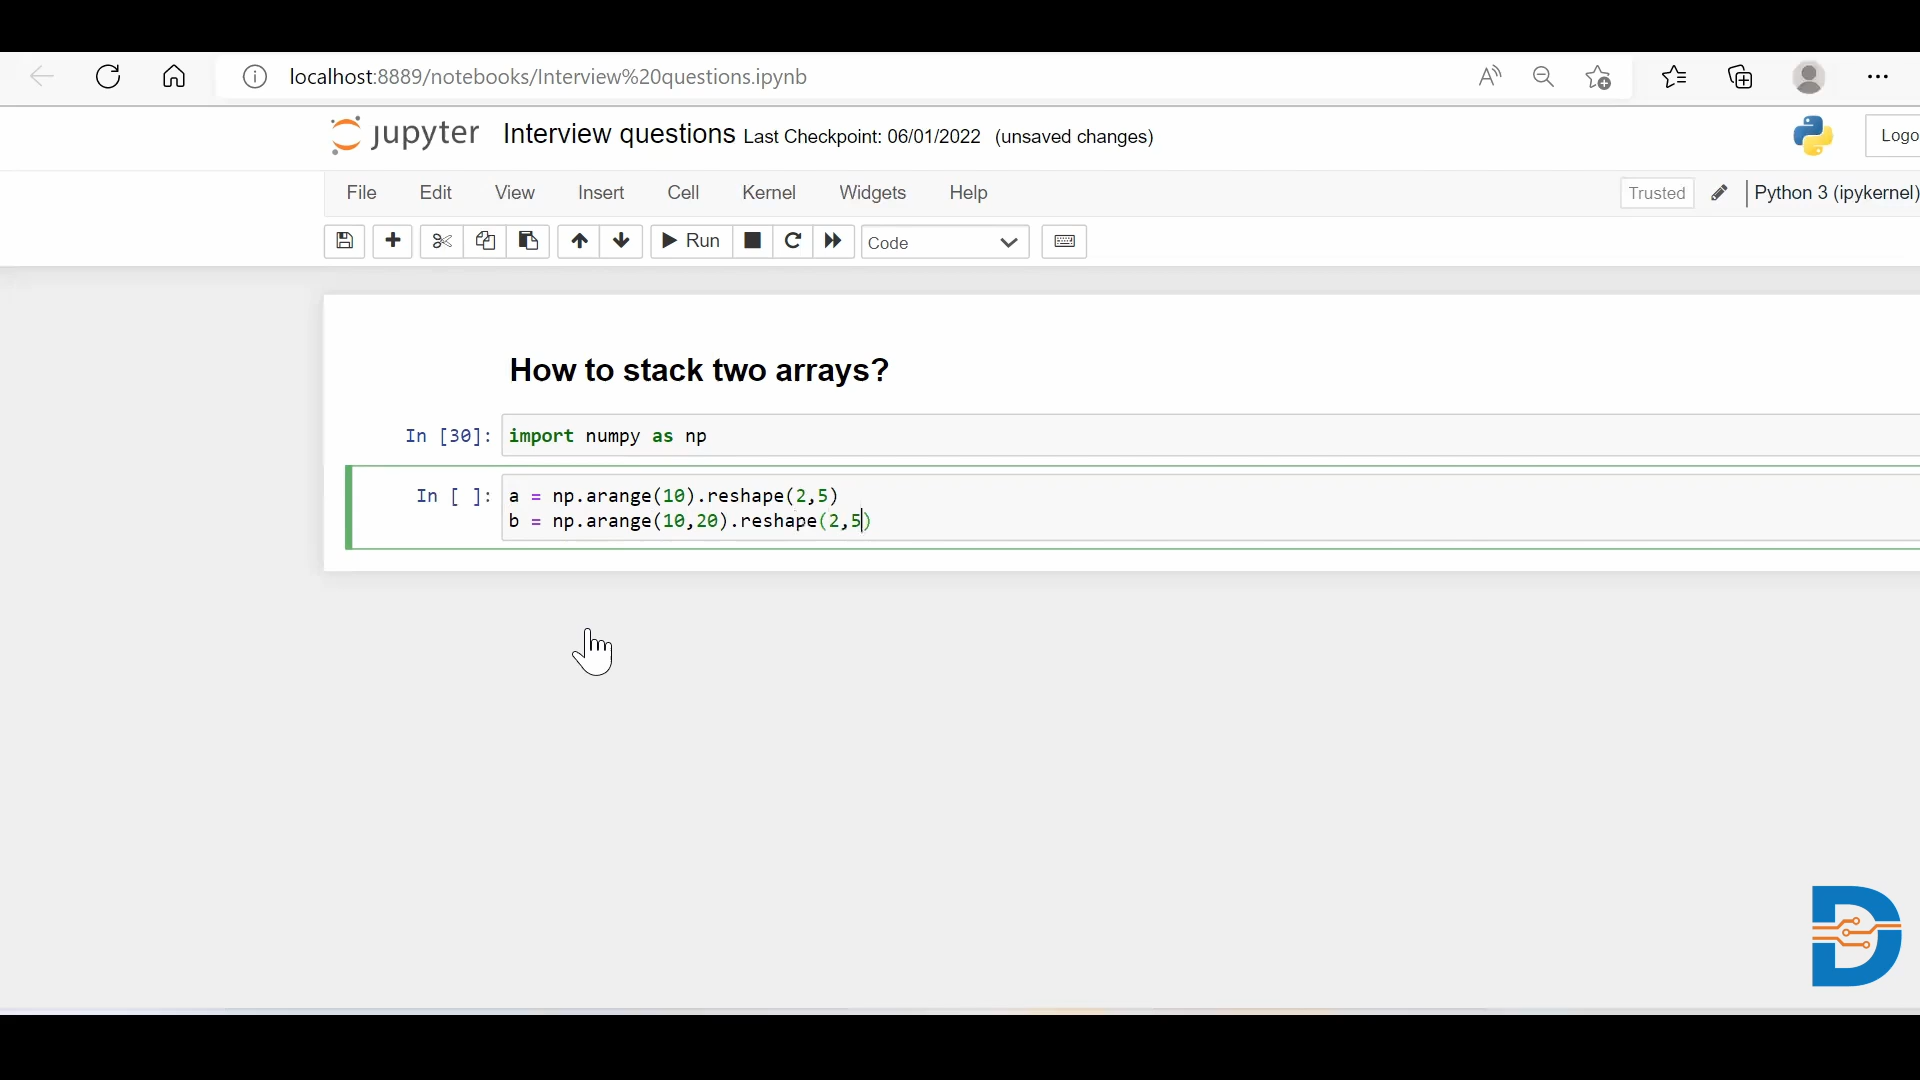 localhost:8889/notebooks/Interview%20questions.ipynb
jupyter Interview questions Last Checkpoint: 06/01/2022 (unsaved changes)
Logo
File Edit View Insert Cell Kernel Widgets Help
Trusted Python 3 (ipykernel)
Run Code
How to stack two arrays?
In [30]: import numpy as np
In [ ]: a = np.arange(10).reshape(2,5)
b = np.arange(10,20).reshape(2,5)